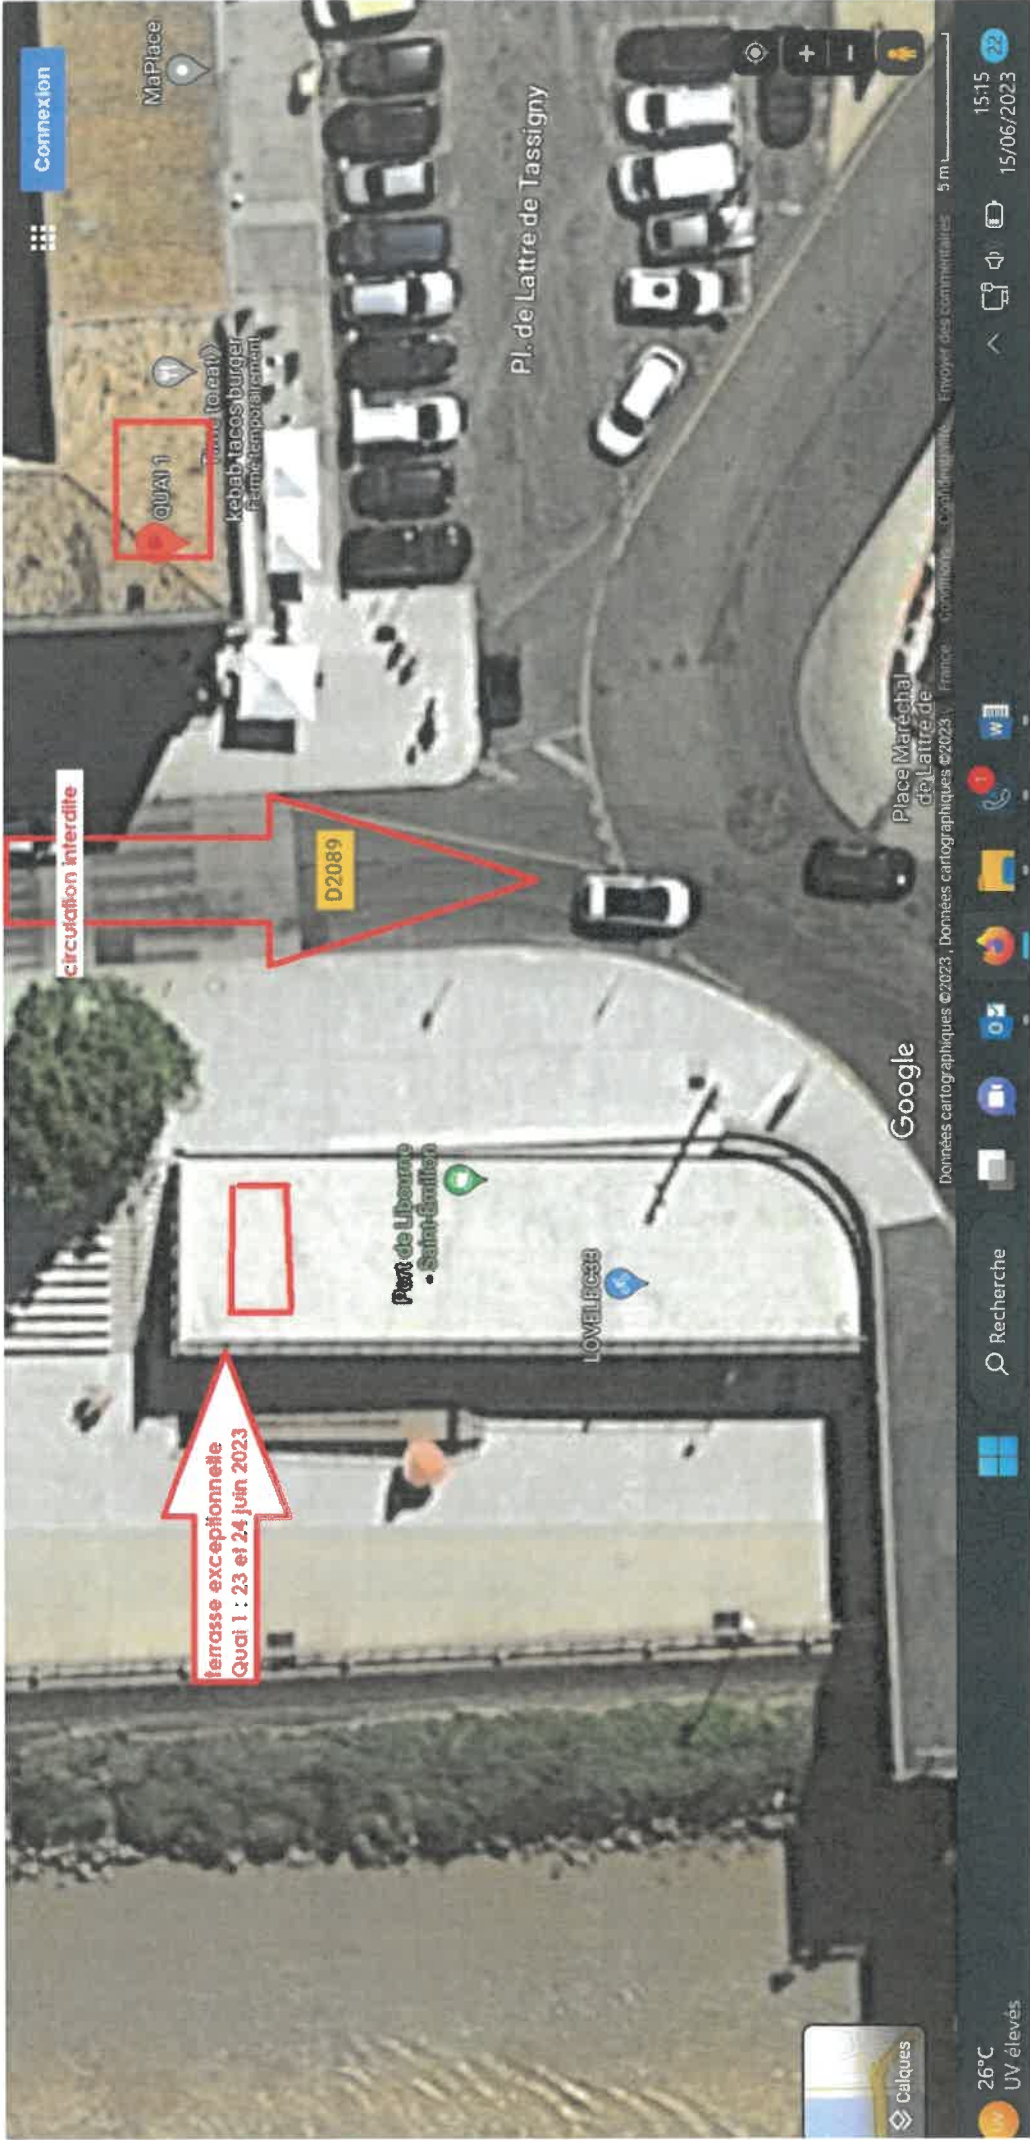 Connexion
MaPlace
QUAI 1
kebab tacos burger
Fermé temporairement
Pl. de Lattre de Tassigny
circulation interdite
D2089
Port de Libourne
• Saint-Émilion
LOVELEC33
terrasse exceptionnelle
Quai 1 : 23 et 24 juin 2023
Place Maréchal
de Lattre de
Google
Calques
Données cartographiques ©2023 , Données cartographiques ©2023 France Conditions Confidentialité Envoyer des commentaires 5 m
26°C
UV élevés
Recherche
1
15:15
15/06/2023
22